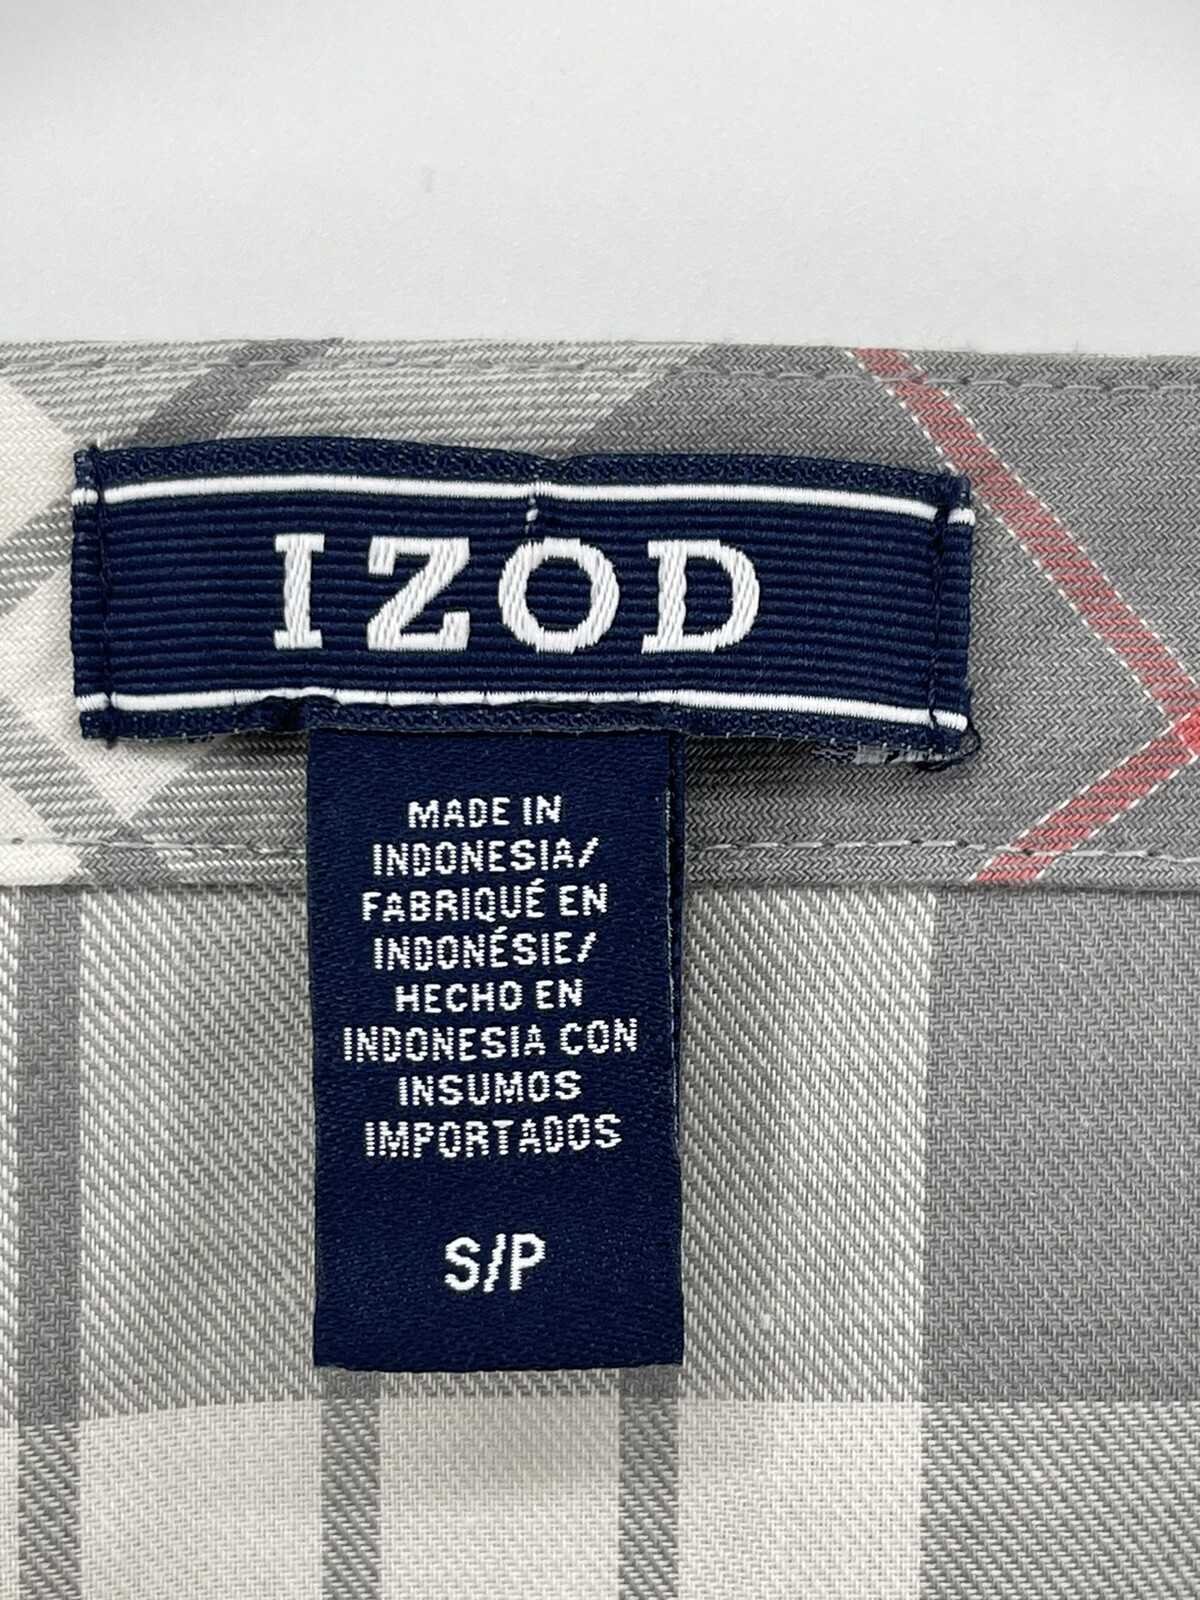 IZOD
MADE IN
INDONESIA/
FABRIQUÉ EN
INDONÉSIE/
HECHO EN
INDONESIA CON
INSUMOS
IMPORTADOS
S/P